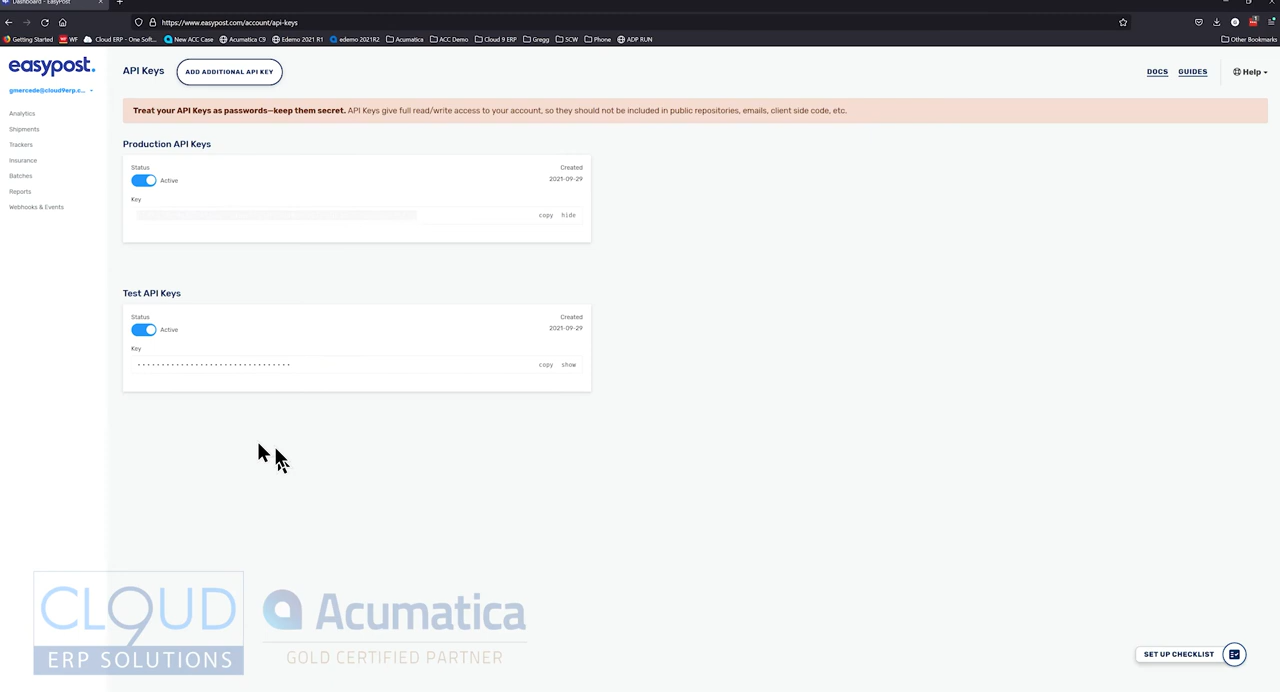 Dashboard - EasyPost
https://www.easypost.com/account/api-keys
Getting Started WF Cloud ERP - One Soft... New ACC Case Acumatica C9 Edemo 2021 R1 edemo 2021R2 Acumatica ACC Demo Cloud 9 ERP Gregg SCW Phone ADP RUN Other Bookmarks
easypost.
gmercede@cloud9erp.c...
Analytics
Shipments
Trackers
Insurance
Batches
Reports
Webhooks & Events
API Keys ADD ADDITIONAL API KEY DOCS GUIDES Help
Treat your API Keys as passwords—keep them secret. API Keys give full read/write access to your account, so they should not be included in public repositories, emails, client side code, etc.
Production API Keys
Status Created
Active 2021-09-29
Key
copy hide
Test API Keys
Status Created
Active 2021-09-29
Key
copy show
CLOUD 9
ERP SOLUTIONS
Acumatica
GOLD CERTIFIED PARTNER
SET UP CHECKLIST